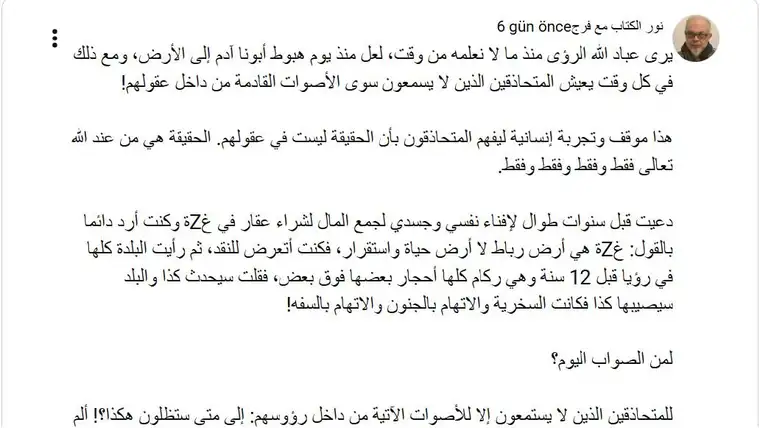 نور الكتاب مع فرج 6 gün önce
يرى عباد الله الرؤى منذ ما لا نعلمه من وقت، لعل منذ يوم هبوط أبونا آدم إلى الأرض، ومع ذلك
في كل وقت يعيش المتحاذقين الذين لا يسمعون سوى الأصوات القادمة من داخل عقولهم!
هذا موقف وتجربة إنسانية ليفهم المتحاذقون بأن الحقيقة ليست في عقولهم. الحقيقة هي من عند الله
تعالى فقط وفقط وفقط وفقط.
دعيت قبل سنوات طوال لإفناء نفسي وجسدي لجمع المال لشراء عقار في غZة وكنت أرد دائما
بالقول: غZة هي أرض رباط لا أرض حياة واستقرار، فكنت أتعرض للنقد، ثم رأيت البلدة كلها
في رؤيا قبل 12 سنة وهي ركام كلها أحجار بعضها فوق بعض، فقلت سيحدث كذا والبلد
سيصيبها كذا فكانت السخرية والاتهام بالجنون والاتهام بالسفه!
لمن الصواب اليوم؟
للمتحاذقين الذين لا يستمعون إلا للأصوات الآتية من داخل رؤوسهم: إلى متى ستظلون هكذا؟! ألم